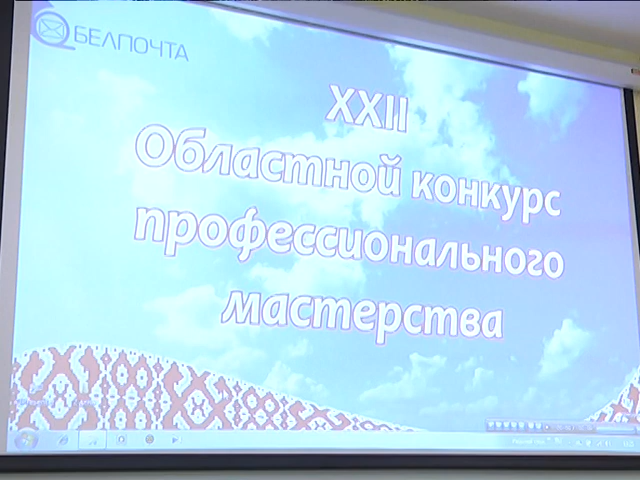 БЕЛПОЧТА
XXII
Областной конкурс
профессионального
мастерства